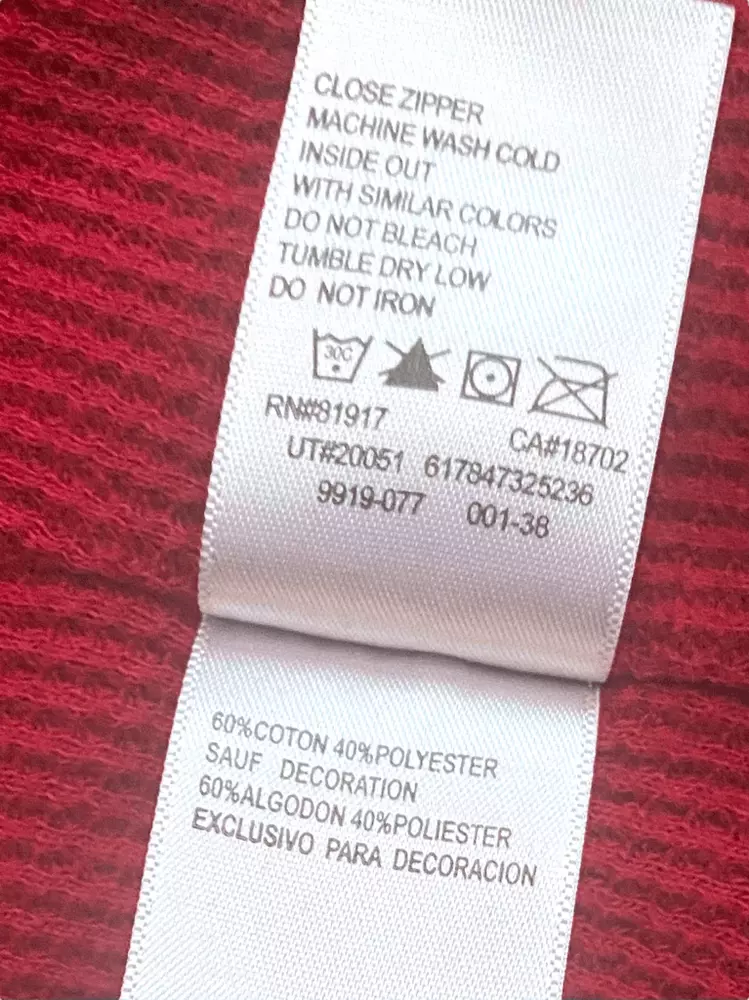 CLOSE ZIPPER
MACHINE WASH COLD
INSIDE OUT
WITH SIMILAR COLORS
DO NOT BLEACH
TUMBLE DRY LOW
DO NOT IRON
30C
RN#81917 CA#18702
UT#20051 617847325236
9919-077 001-38
60%COTON 40%POLYESTER
SAUF DECORATION
60%ALGODON 40%POLIESTER
EXCLUSIVO PARA DECORACION